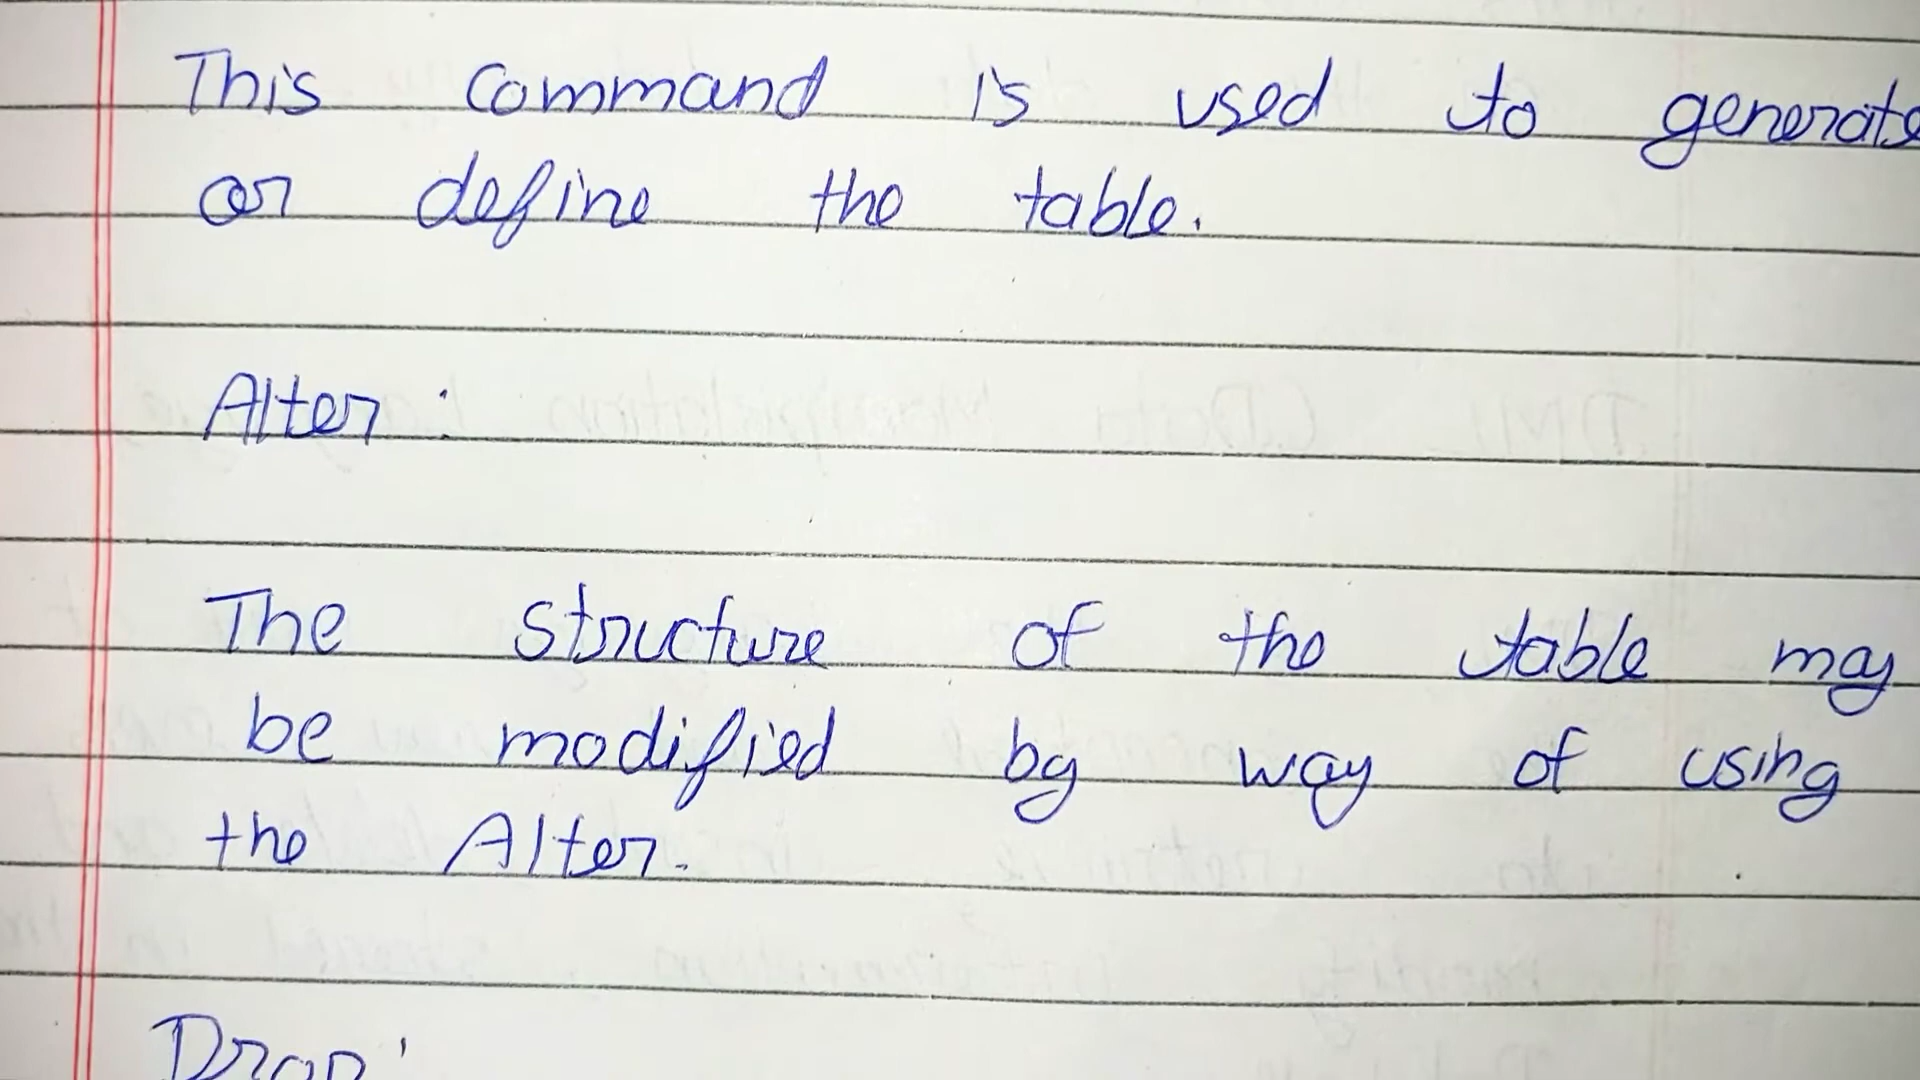 This command is used to generate
or define the table.
Alter :
The structure of the table may
be modified by way of using
the Alter.
Drop :